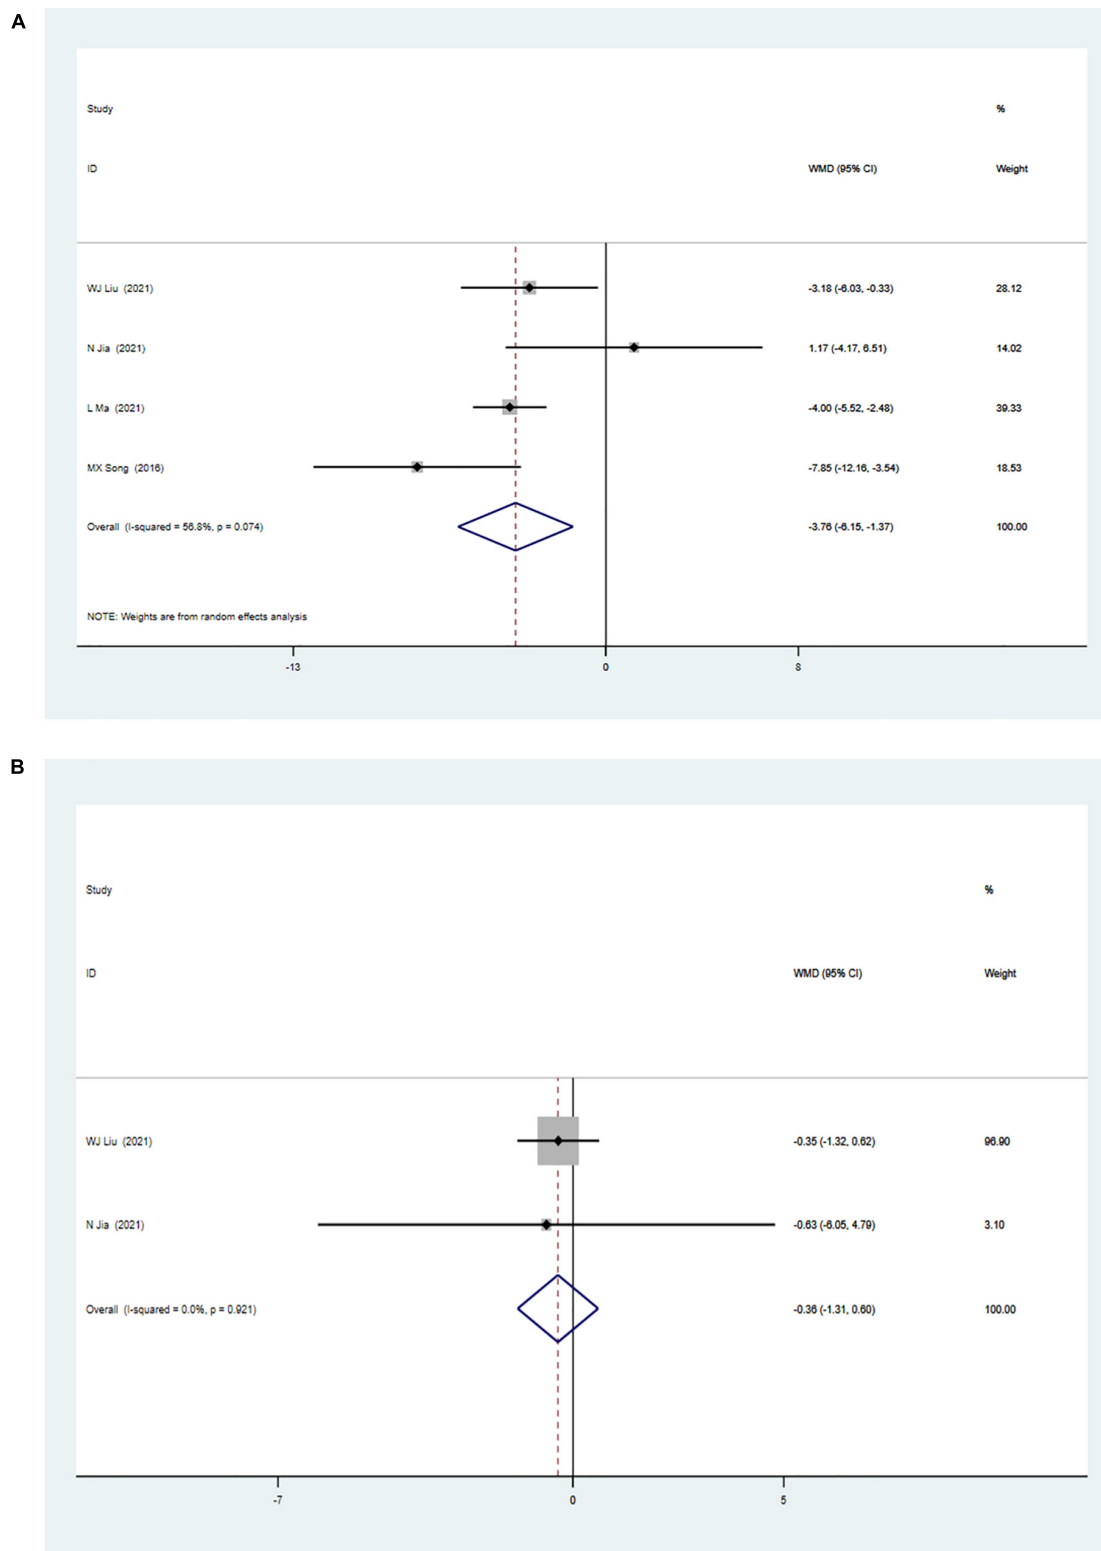 A
Study %
ID WMD (95% CI) Weight
WJ Liu (2021) -3.18 (-6.03, -0.33) 28.12
N Jia (2021) 1.17 (-4.17, 6.51) 14.02
L Ma (2021) -4.00 (-5.52, -2.48) 39.33
MX Song (2016) -7.85 (-12.16, -3.54) 18.53
Overall (I-squared = 56.8%, p = 0.074) -3.76 (-6.15, -1.37) 100.00
NOTE: Weights are from random effects analysis
-13 0 8
B
Study %
ID WMD (95% CI) Weight
WJ Liu (2021) -0.35 (-1.32, 0.62) 96.90
N Jia (2021) -0.63 (-6.05, 4.79) 3.10
Overall (I-squared = 0.0%, p = 0.921) -0.36 (-1.31, 0.60) 100.00
-7 0 5